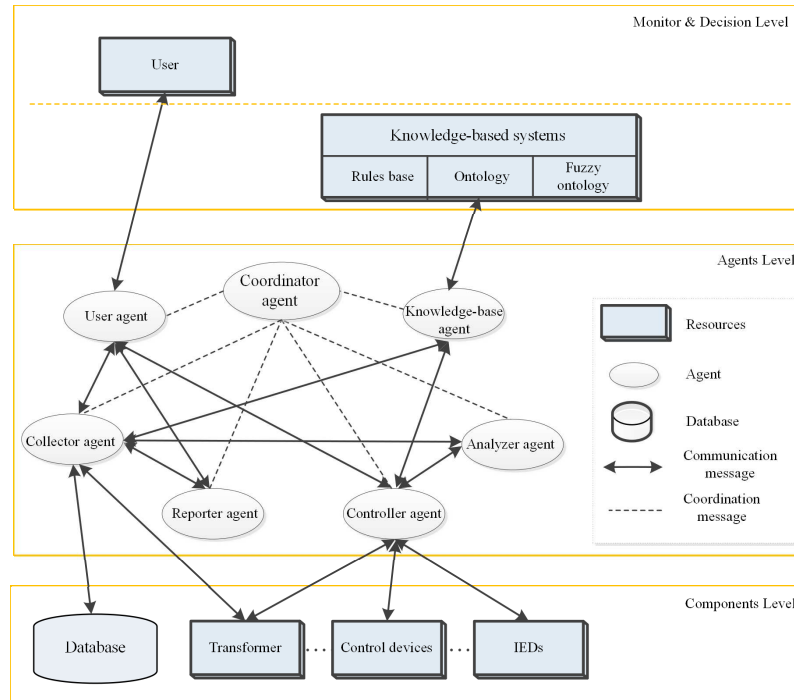 Monitor & Decision Level
User
Knowledge-based systems
Rules base
Ontology
Fuzzy
ontology
Agents Level
Coordinator
agent
User agent
Knowledge-base
agent
Collector agent
Analyzer agent
Reporter agent
Controller agent
Resources
Agent
Database
Communication
message
Coordination
message
Components Level
Database
Transformer
...
Control devices
...
IEDs